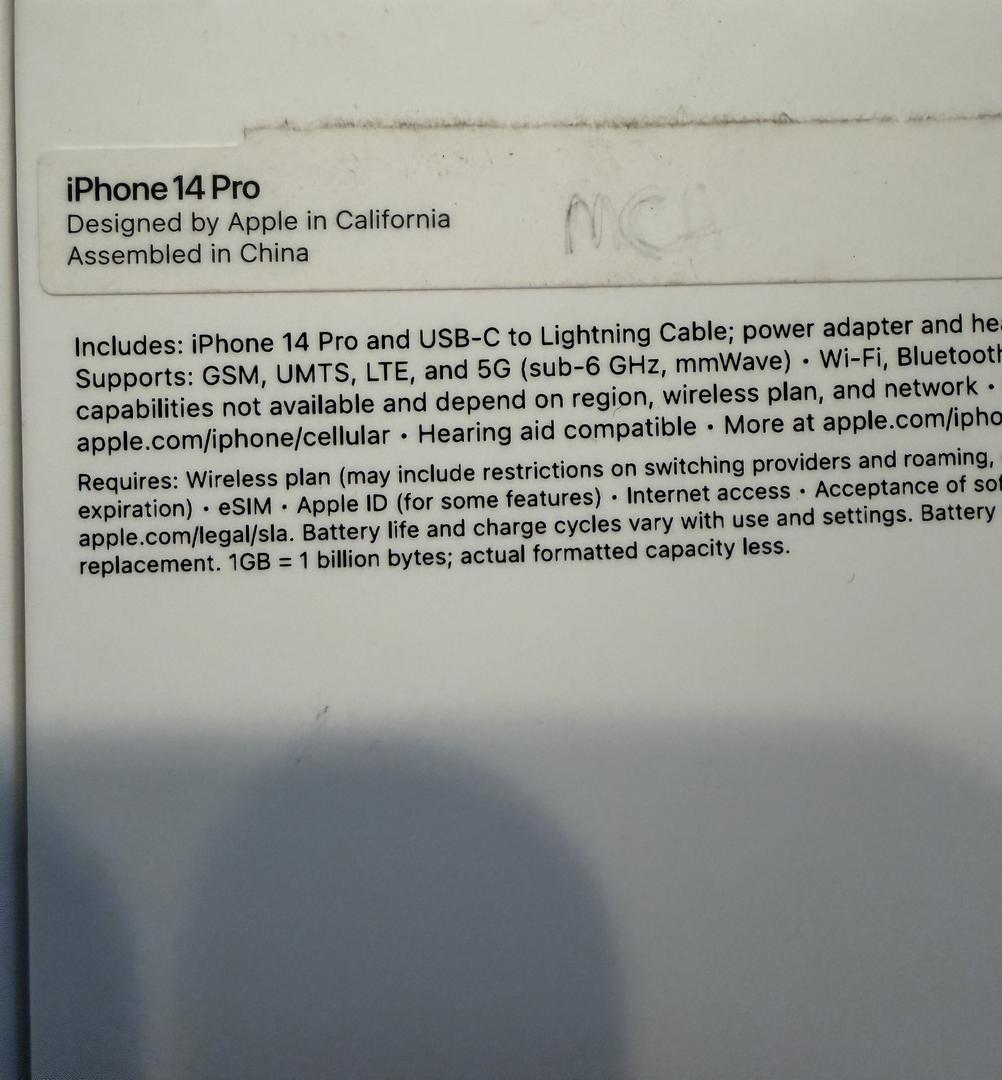 iPhone 14 Pro
Designed by Apple in California
Assembled in China
MCA
Includes: iPhone 14 Pro and USB-C to Lightning Cable; power adapter and
Supports: GSM, UMTS, LTE, and 5G (sub-6 GHz, mmWave) • Wi-Fi, Bluetooth
capabilities not available and depend on region, wireless plan, and network •
apple.com/iphone/cellular • Hearing aid compatible • More at
Requires: Wireless plan (may include restrictions on switching providers and roaming,
expiration) • eSIM • Apple ID (for some features) • Internet access • Acceptance of
apple.com/legal/sla. Battery life and charge cycles vary with use and settings. Battery
replacement. 1GB = 1 billion bytes; actual formatted capacity less.